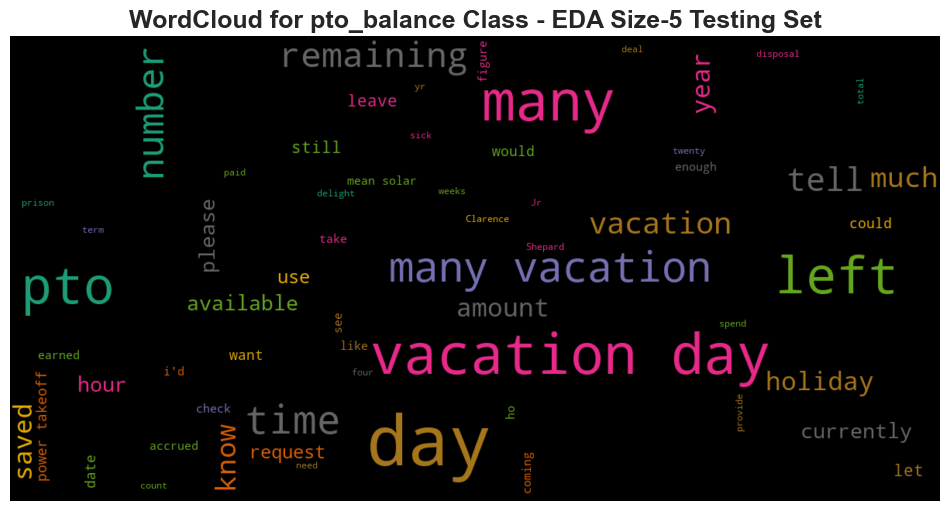 WordCloud for pto_balance Class - EDA Size-5 Testing Set
remaining
figure
deal
disposal
number
many
year
total
yr
leave
sick
still
would
twenty
enough
paid
mean solar
delight
weeks
tell
much
prison
please
Jr
Clarence
vacation
could
term
take
Shepard
pto
use
many vacation
left
available
amount
see
spend
earned
want
like
vacation day
i'd
four
hour
holiday
saved
power takeoff
check
time
day
ho
provide
currently
know
request
accrued
date
need
coming
let
count